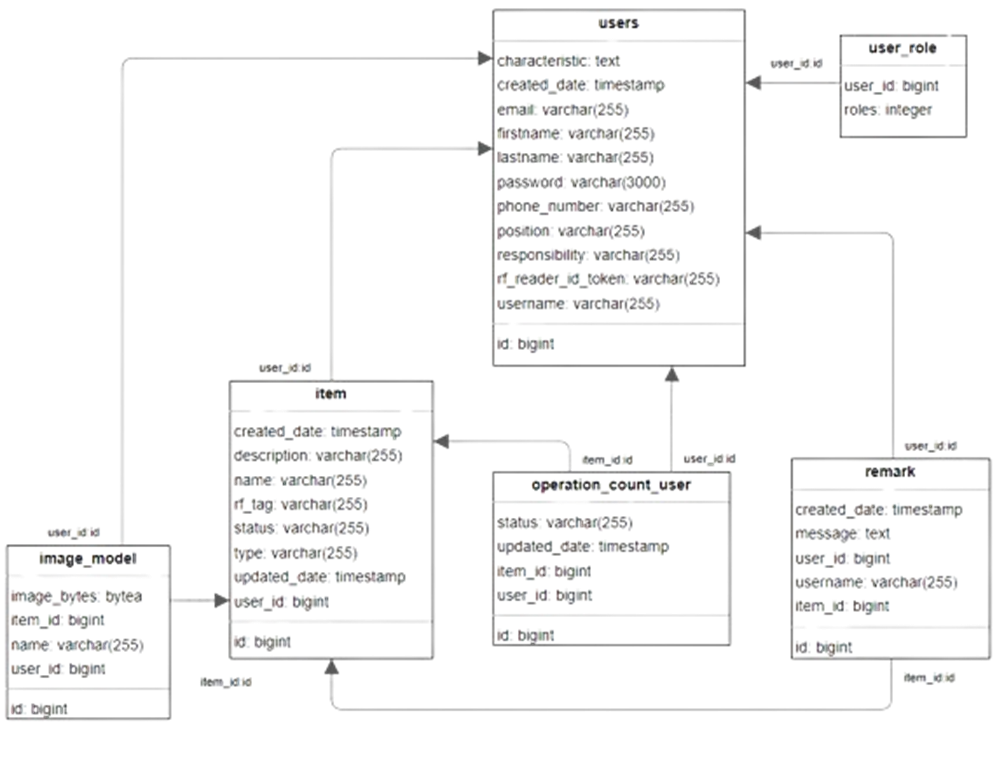 users
characteristic: text
created_date: timestamp
email: varchar(255)
firstname: varchar(255)
lastname: varchar(255)
password: varchar(3000)
phone_number: varchar(255)
position: varchar(255)
responsibility: varchar(255)
rf_reader_id_token: varchar(255)
username: varchar(255)
id: bigint
user_id:id
user_role
user_id: bigint
roles: integer
user_id:id
item
created_date: timestamp
description: varchar(255)
name: varchar(255)
rf_tag: varchar(255)
status: varchar(255)
type: varchar(255)
updated_date: timestamp
user_id: bigint
id: bigint
item_id:id
user_id:id
operation_count_user
status: varchar(255)
updated_date: timestamp
item_id: bigint
user_id: bigint
id: bigint
user_id:id
remark
created_date: timestamp
message: text
user_id: bigint
username: varchar(255)
item_id: bigint
id: bigint
item_id:id
user_id:id
image_model
image_bytes: bytea
item_id: bigint
name: varchar(255)
user_id: bigint
id: bigint
item_id:id